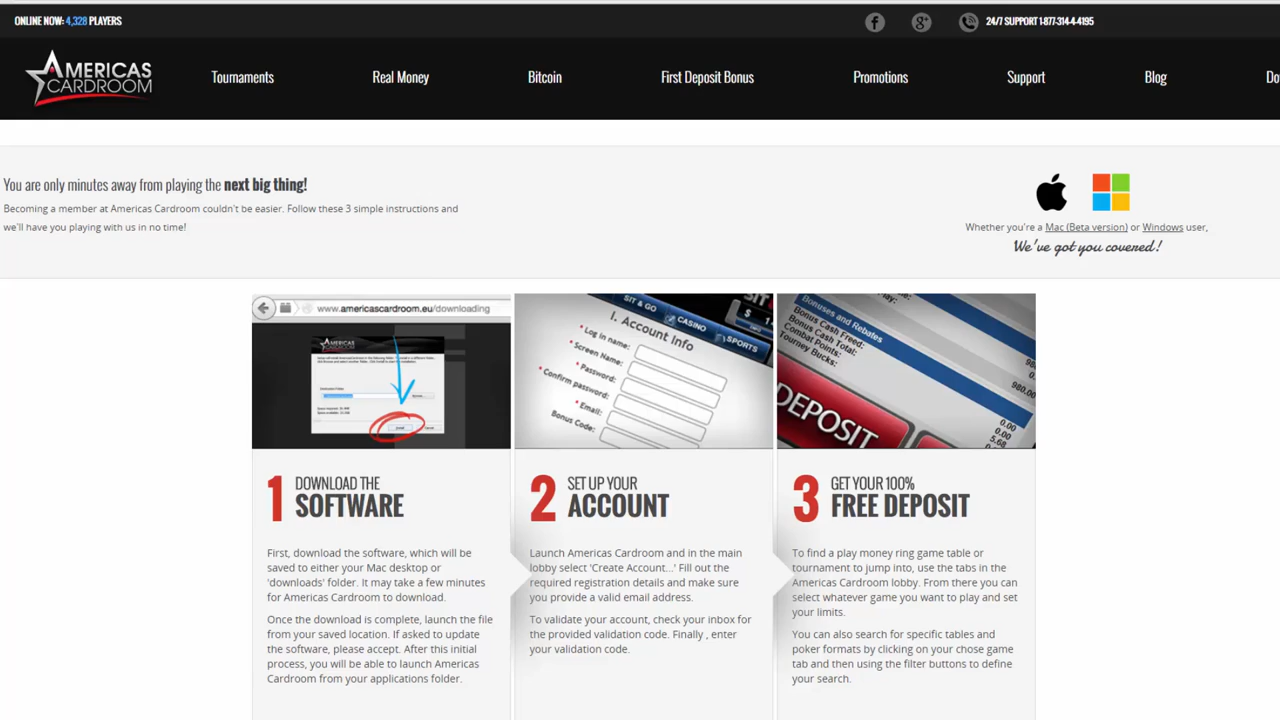 ONLINE NOW: 4,328 PLAYERS
24/7 SUPPORT 1-877-314-4195
AMERICAS
CARDROOM
Tournaments
Real Money
Bitcoin
First Deposit Bonus
Promotions
Support
Blog
Do
You are only minutes away from playing the next big thing!
Becoming a member at Americas Cardroom couldn't be easier. Follow these 3 simple instructions and
we'll have you playing with us in no time!
Whether you're a Mac (Beta version) or Windows user,
We've got you covered!
www.americascardroom.eu/downloading
AMERICAS
CARDROOM
SIT & GO
CASINO
SPORTS
SIT
$ 1
I. Account Info
* Log in name:
* Screen Name:
* Password:
* Confirm password:
* Email:
Bonus Code:
Bonuses and Rebates
Bonus Cash Freed:
Bonus Cash Total:
Combat Points:
Tourney Bucks:
980.00
0.00
0.00
5.68
DEPOSIT
1 DOWNLOAD THE
SOFTWARE
First, download the software, which will be
saved to either your Mac desktop or
'downloads' folder. It may take a few minutes
for Americas Cardroom to download.
Once the download is complete, launch the file
from your saved location. If asked to update
the software, please accept. After this initial
process, you will be able to launch Americas
Cardroom from your applications folder.
2 SET UP YOUR
ACCOUNT
Launch Americas Cardroom and in the main
lobby select 'Create Account...' Fill out the
required registration details and make sure
you provide a valid email address.
To validate your account, check your inbox for
the provided validation code. Finally , enter
your validation code.
3 GET YOUR 100%
FREE DEPOSIT
To find a play money ring game table or
tournament to jump into, use the tabs in the
Americas Cardroom lobby. From there you can
select whatever game you want to play and set
your limits.
You can also search for specific tables and
poker formats by clicking on your chose game
tab and then using the filter buttons to define
your search.